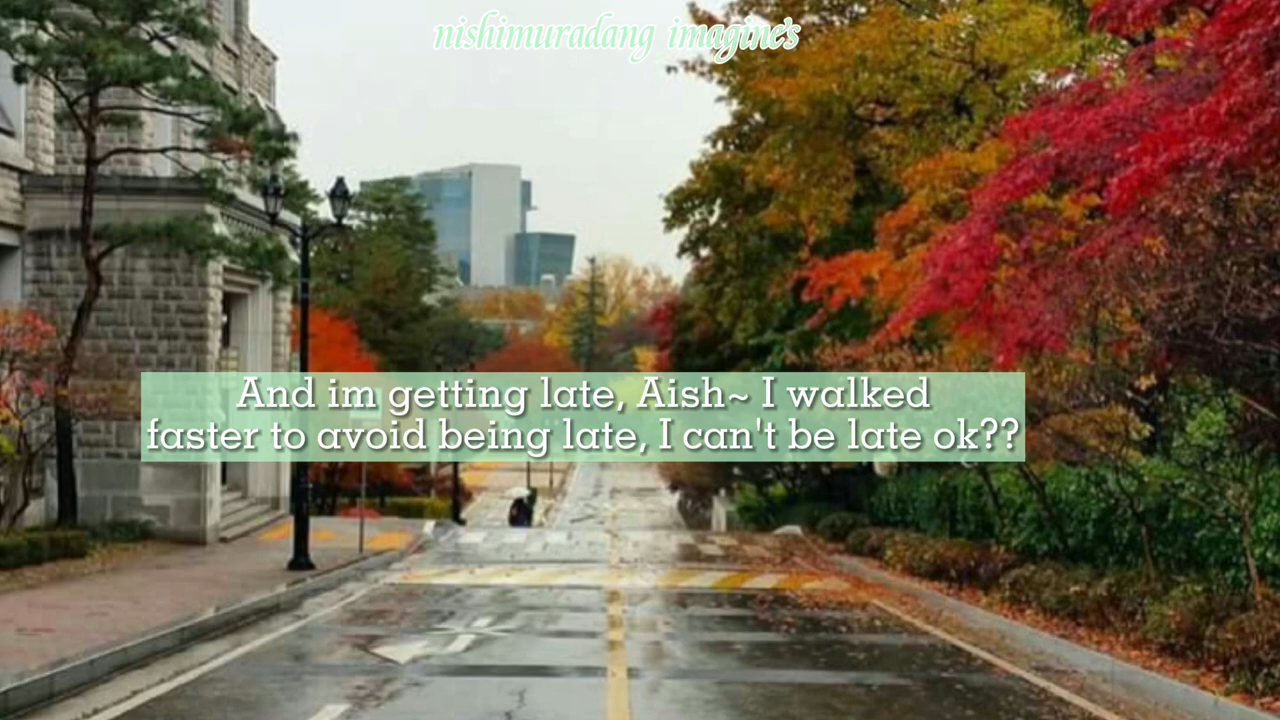 nishimuradang imagine's
And im getting late, Aish~ I walked
faster to avoid being late, I can't be late ok??